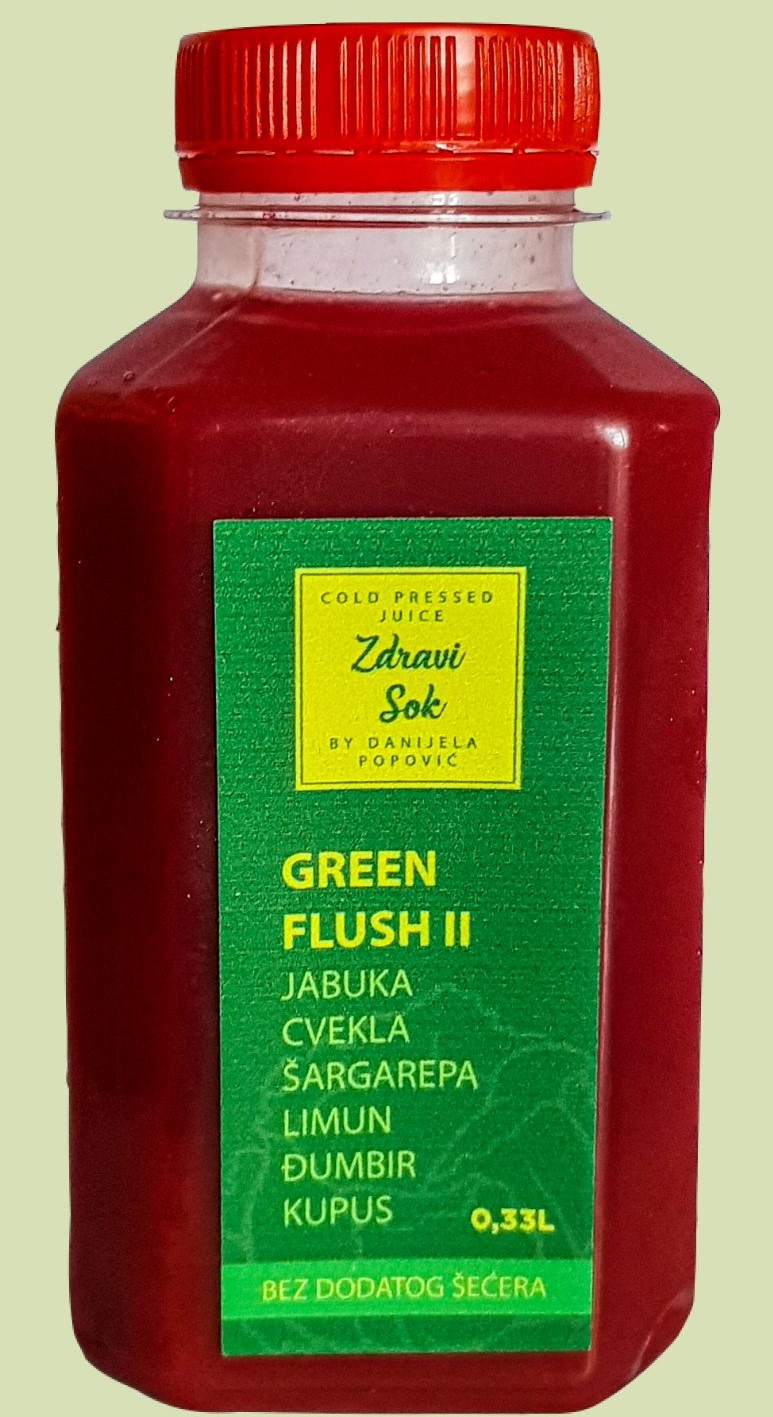 COLD PRESSED
JUICE
Zdravi
Sok
BY DANIJELA
POPOVIĆ
GREEN
FLUSH II
JABUKA
CVEKLA
ŠARGAREPA
LIMUN
ĐUMBIR
KUPUS
0,33L
BEZ DODATOG ŠEĆERA